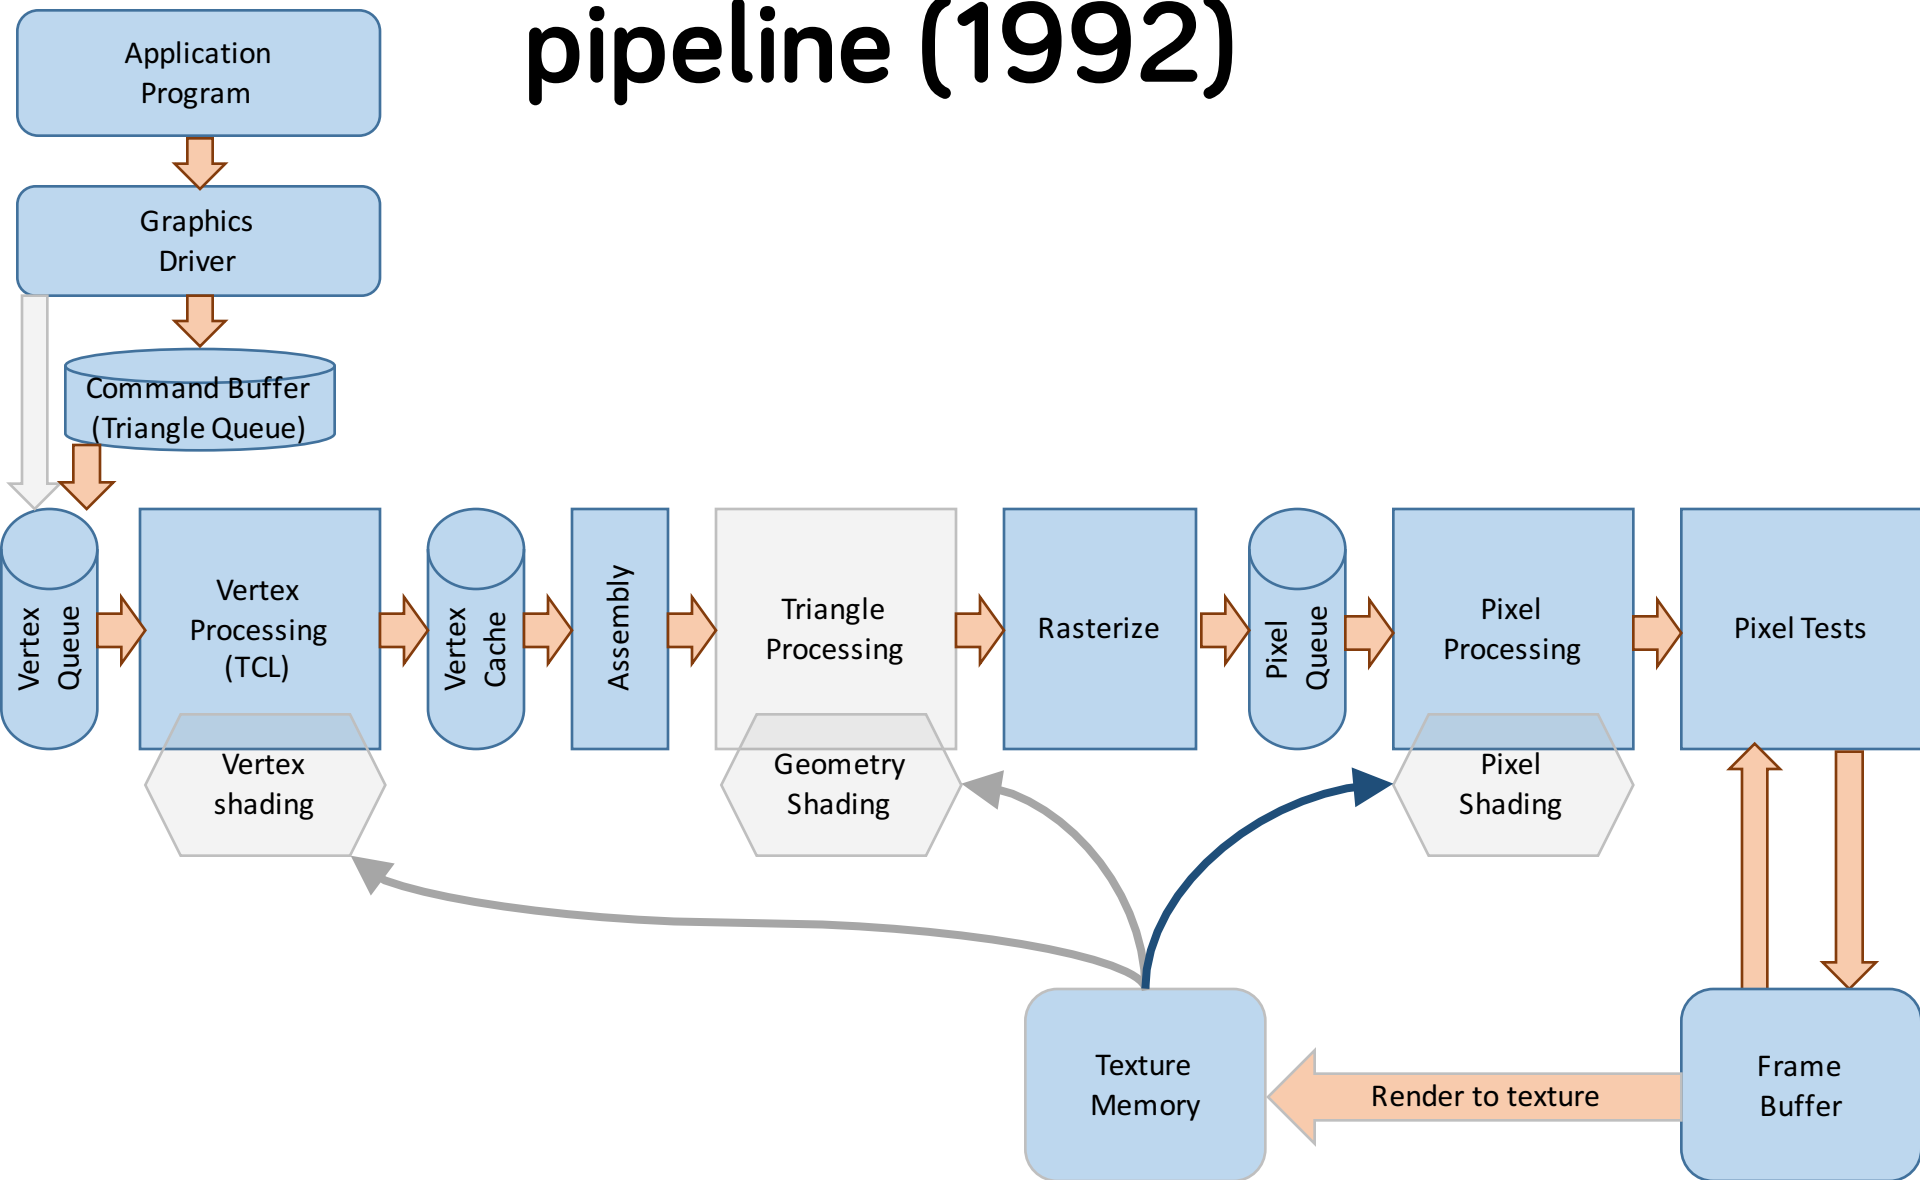 pipeline (1992)
Application
Program
Graphics
Driver
Command Buffer
(Triangle Queue)
Vertex
Queue
Vertex
Processing
(TCL)
Vertex
Cache
Assembly
Triangle
Processing
Rasterize
Pixel
Queue
Pixel
Processing
Pixel Tests
Vertex
shading
Geometry
Shading
Pixel
Shading
Texture
Memory
Render to texture
Frame
Buffer